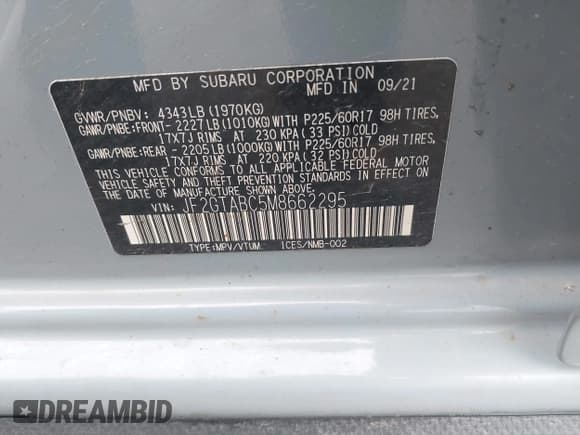 MFD BY SUBARU CORPORATION
MFD IN 09/21
GVWR/PNBV: 4343LB(1970KG)
GAWR/PNBE:FRONT- 2227LB(1010KG)WITH P225/60R17 98H TIRES,
17X7J RIMS AT 230 KPA(33 PSI)COLD
GAWR/PNBE:REAR -2205LB(1000KG)WITH P225/60R17 98H TIRES,
17X7J RIMS AT 220 KPA(32 PSI)COLD
THIS VEHICLE CONFORMS TO ALL APPLICABLE FEDERAL MOTOR
VEHICLE SAFETY AND THEFT PREVENTION STANDARDS IN EFFECT ON
THE DATE OF MANUFACTURE SHOWN ABOVE.
VIN: JF2GTABC5M8662295
TYPE:MPV/VTUM. ICES/NMB-002
DREAMBID